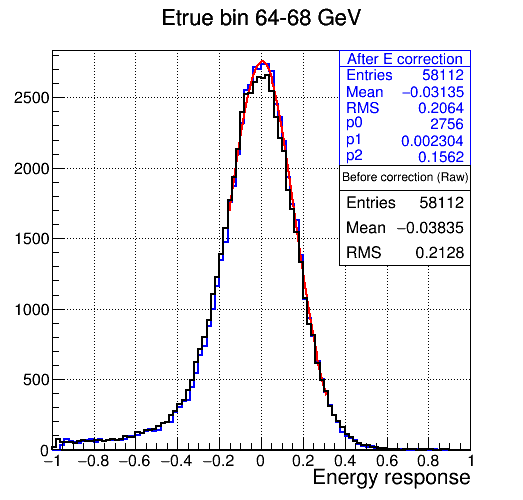 Etrue bin 64-68 GeV
After E correction
Entries 58112
Mean −0.03135
RMS 0.2064
p0 2756
p1 0.002304
p2 0.1562
Before correction (Raw)
Entries 58112
Mean −0.03835
RMS 0.2128
2500
2000
1500
1000
500
0
−1 −0.8 −0.6 −0.4 −0.2 0 0.2 0.4 0.6 0.8 1
Energy response